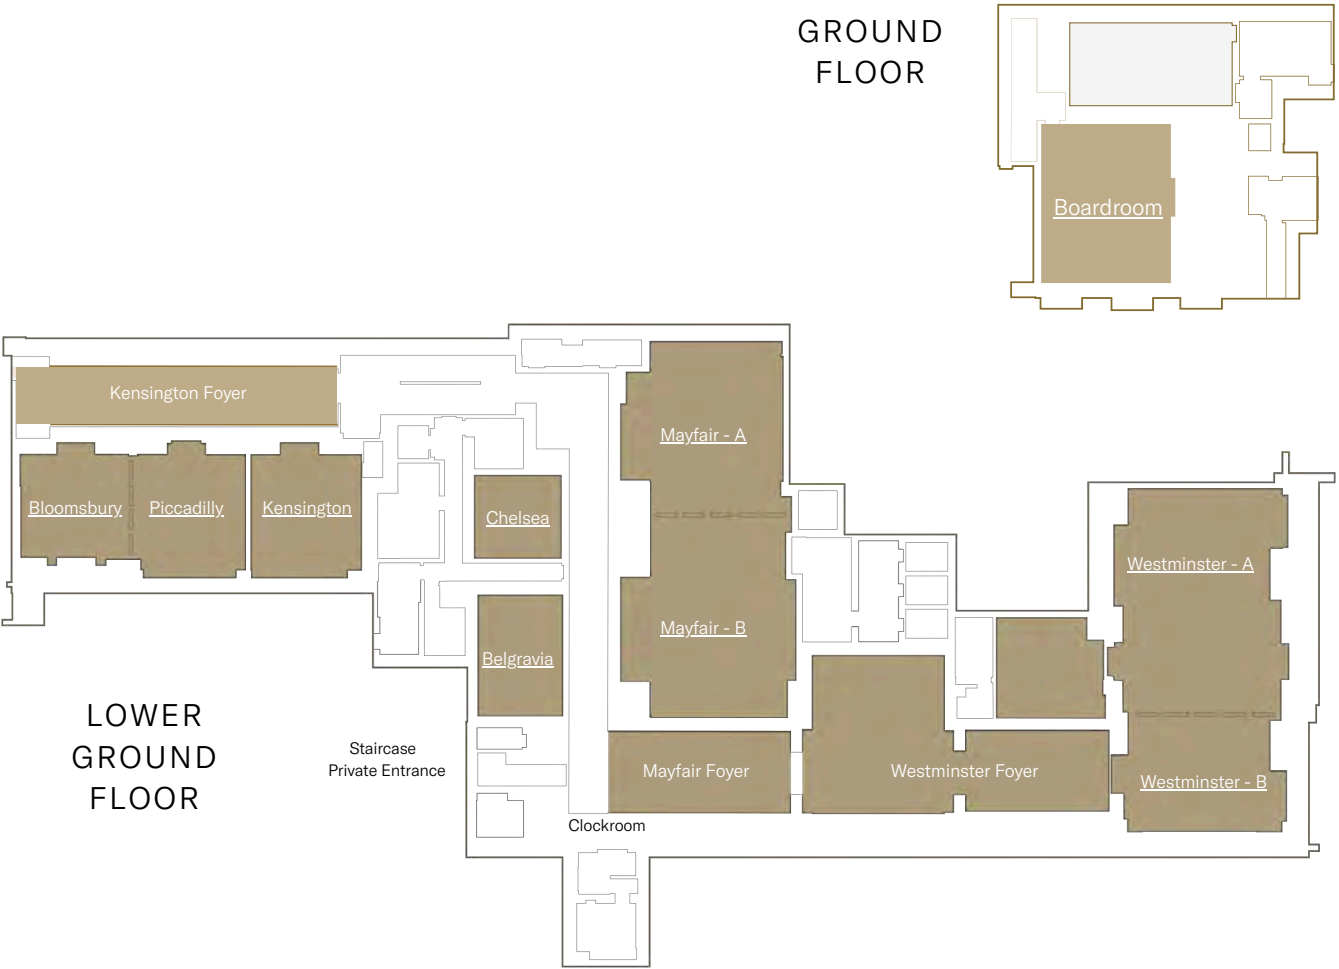 GROUND
FLOOR
Boardroom
Kensington Foyer
Mayfair - A
Bloomsbury
Piccadilly
Kensington
Chelsea
Westminster - A
Mayfair - B
Belgravia
LOWER
GROUND
FLOOR
Staircase
Private Entrance
Mayfair Foyer
Westminster Foyer
Westminster - B
Clockroom